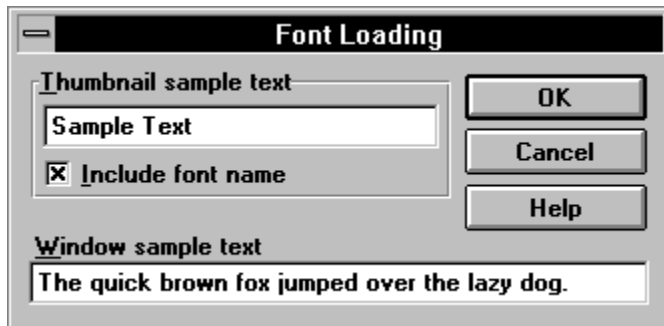 Font Loading
Thumbnail sample text
Sample Text
Include font name
OK
Cancel
Help
Window sample text
The quick brown fox jumped over the lazy dog.